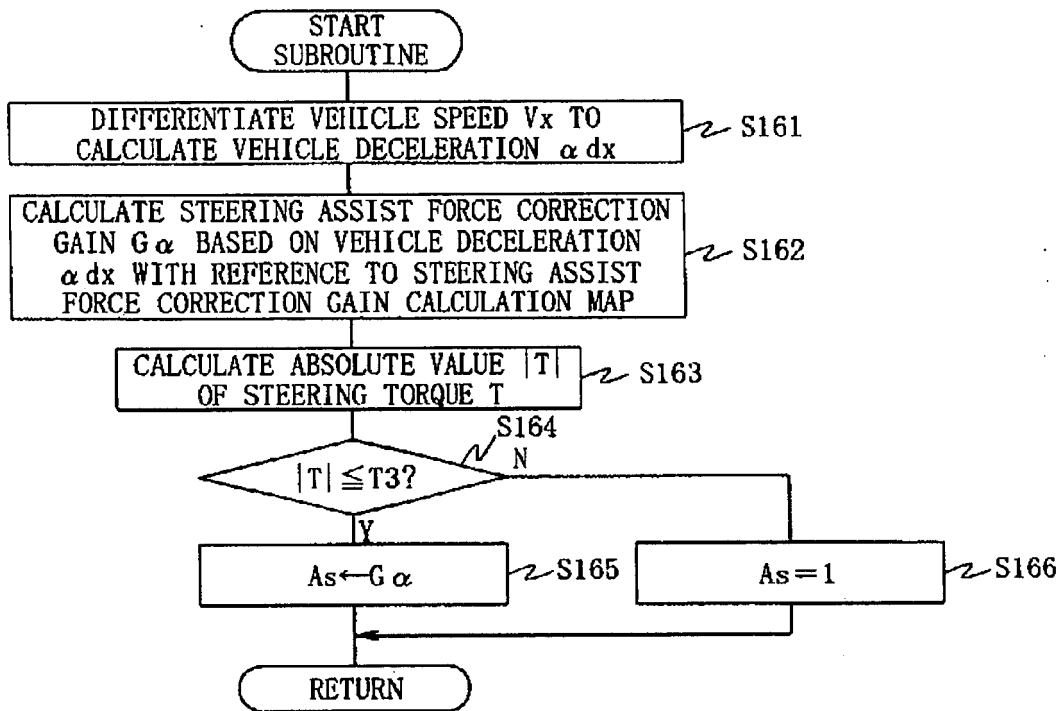 START
SUBROUTINE
DIFFERENTIATE VEHICLE SPEED Vx TO
CALCULATE VEHICLE DECELERATION α dx
S161
CALCULATE STEERING ASSIST FORCE CORRECTION
GAIN G α BASED ON VEHICLE DECELERATION
α dx WITH REFERENCE TO STEERING ASSIST
FORCE CORRECTION GAIN CALCULATION MAP
S162
CALCULATE ABSOLUTE VALUE |T|
OF STEERING TORQUE T
S163
S164
|T| ≦ T3?
N
Y
As←G α
S165
As=1
S166
RETURN